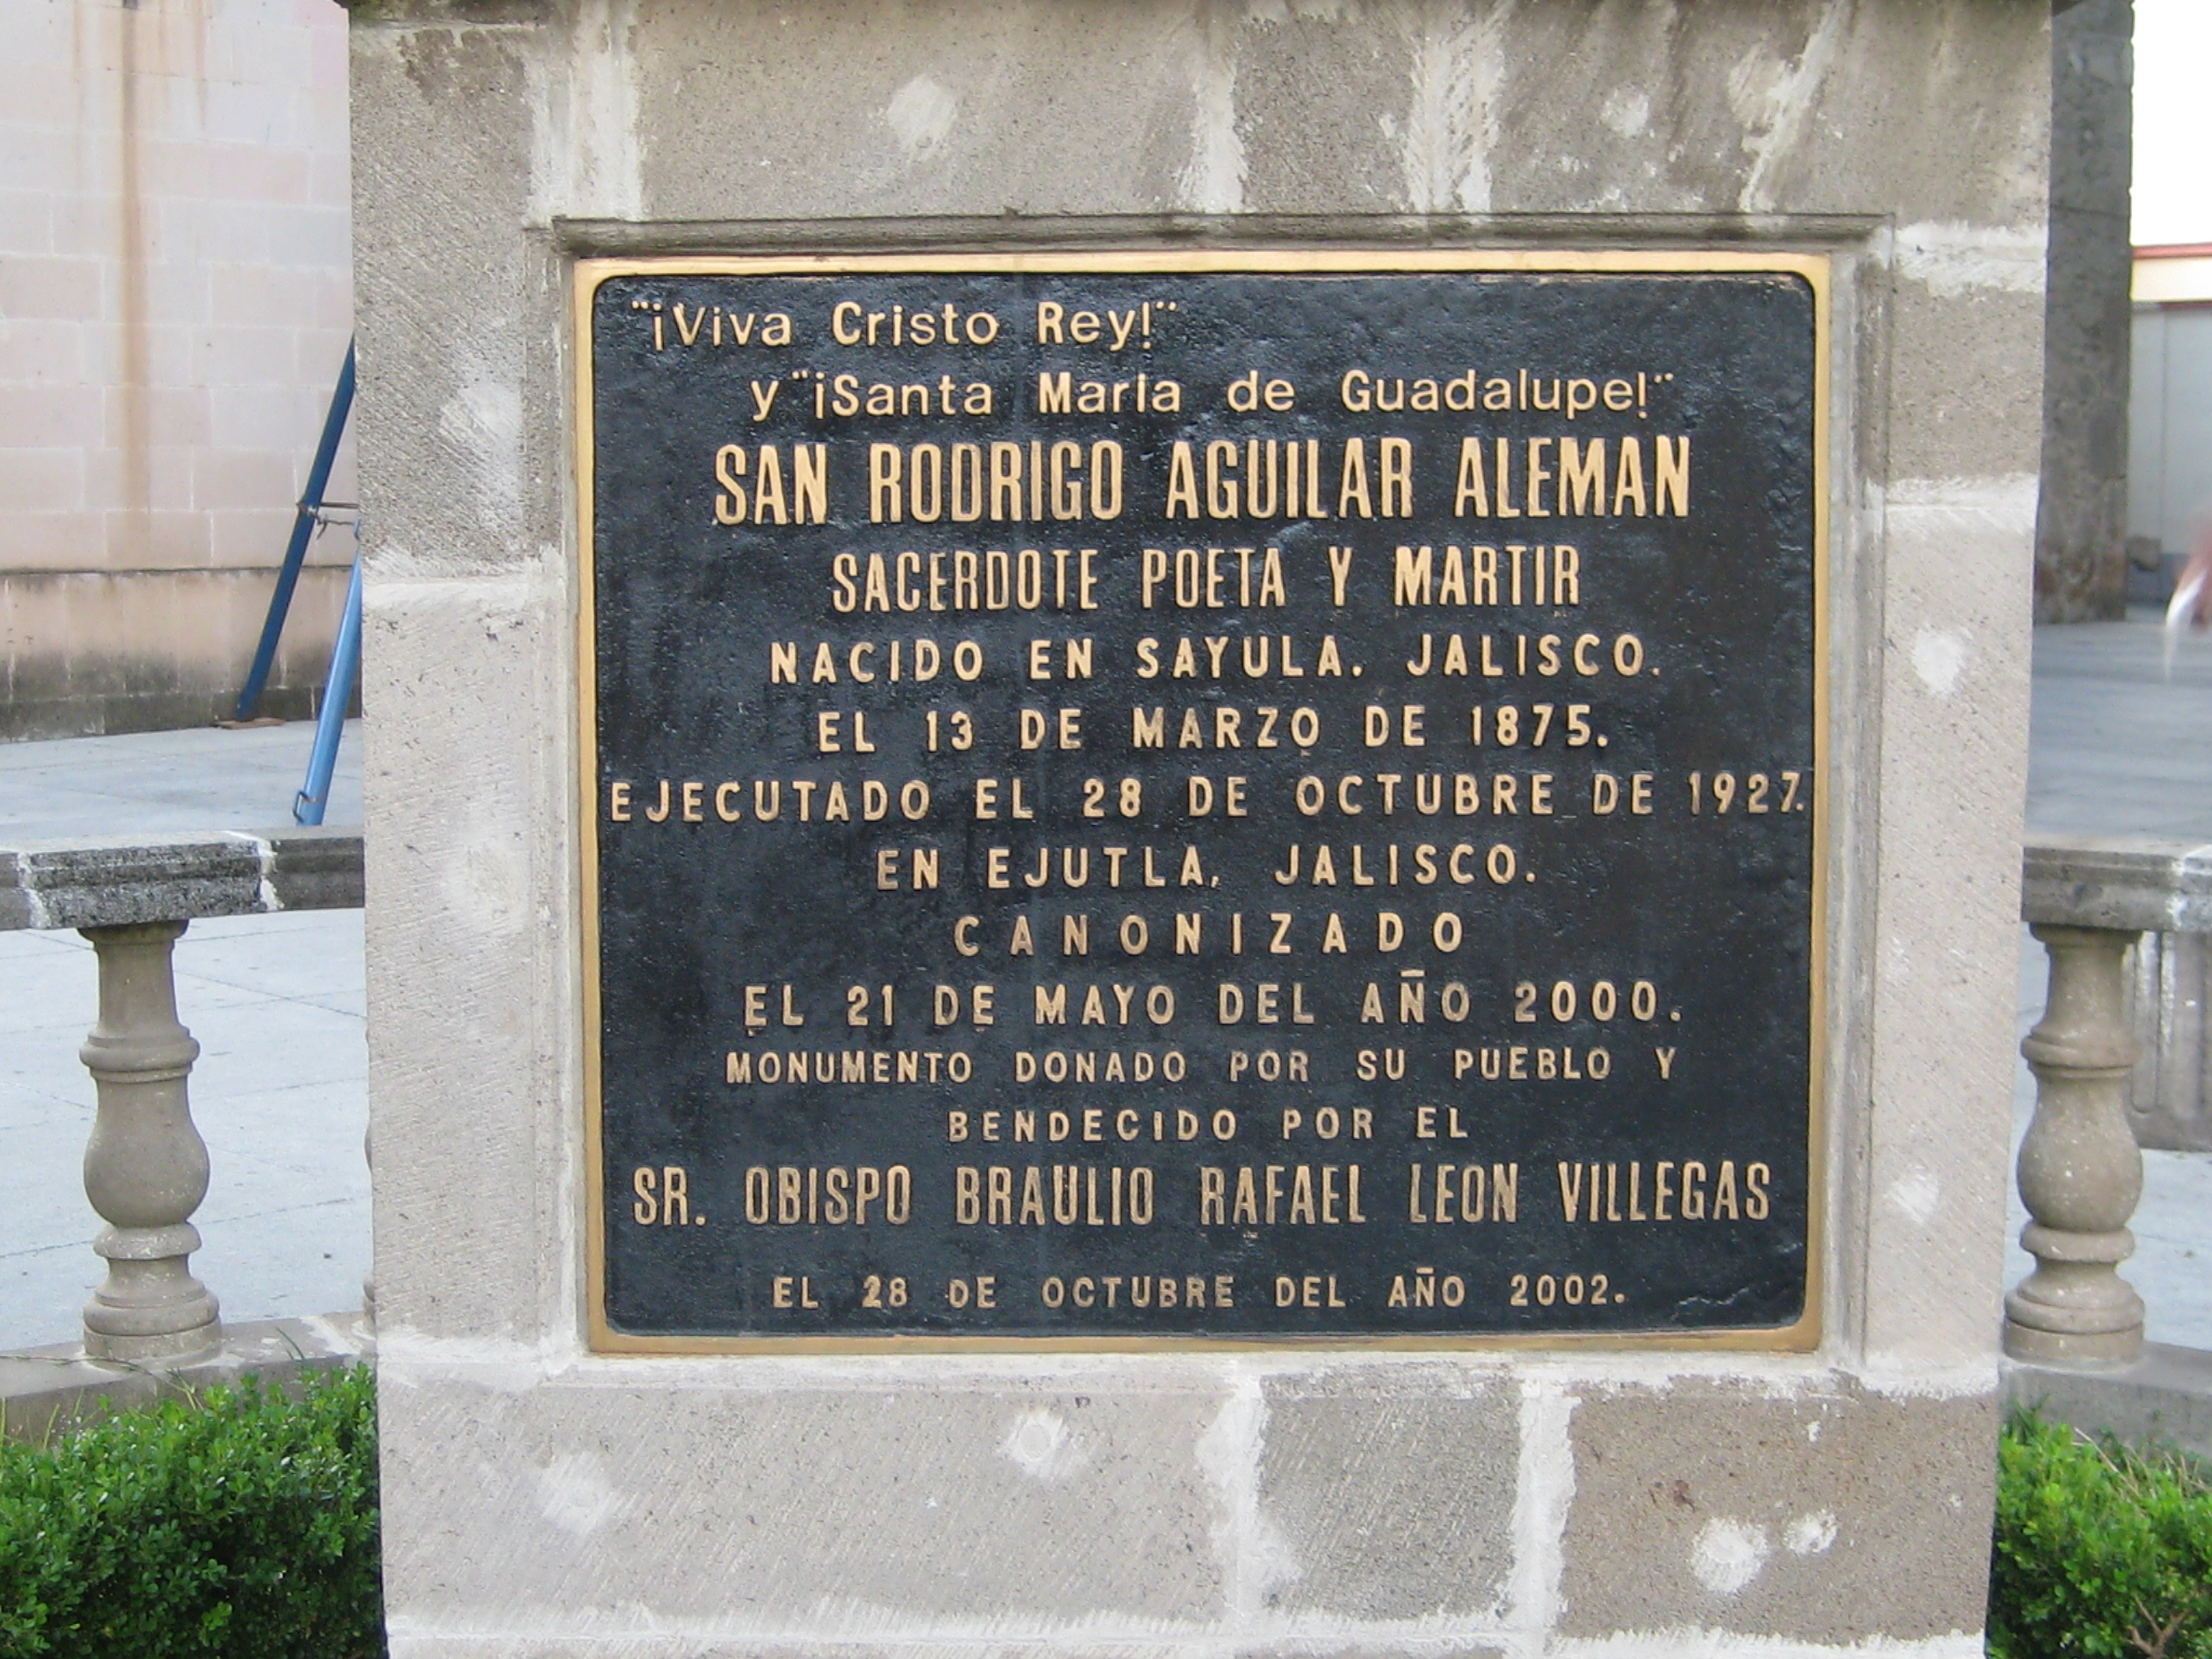 "¡Viva Cristo Rey!"
y "¡Santa Maria de Guadalupe!"
SAN RODRIGO AGUILAR ALEMAN
SACERDOTE POETA Y MARTIR
NACIDO EN SAYULA. JALISCO.
EL 13 DE MARZO DE 1875.
EJECUTADO EL 28 DE OCTUBRE DE 1927.
EN EJUTLA, JALISCO.
CANONIZADO
EL 21 DE MAYO DEL AÑO 2000.
MONUMENTO DONADO POR SU PUEBLO Y
BENDECIDO POR EL
SR. OBISPO BRAULIO RAFAEL LEON VILLEGAS
EL 28 DE OCTUBRE DEL AÑO 2002.